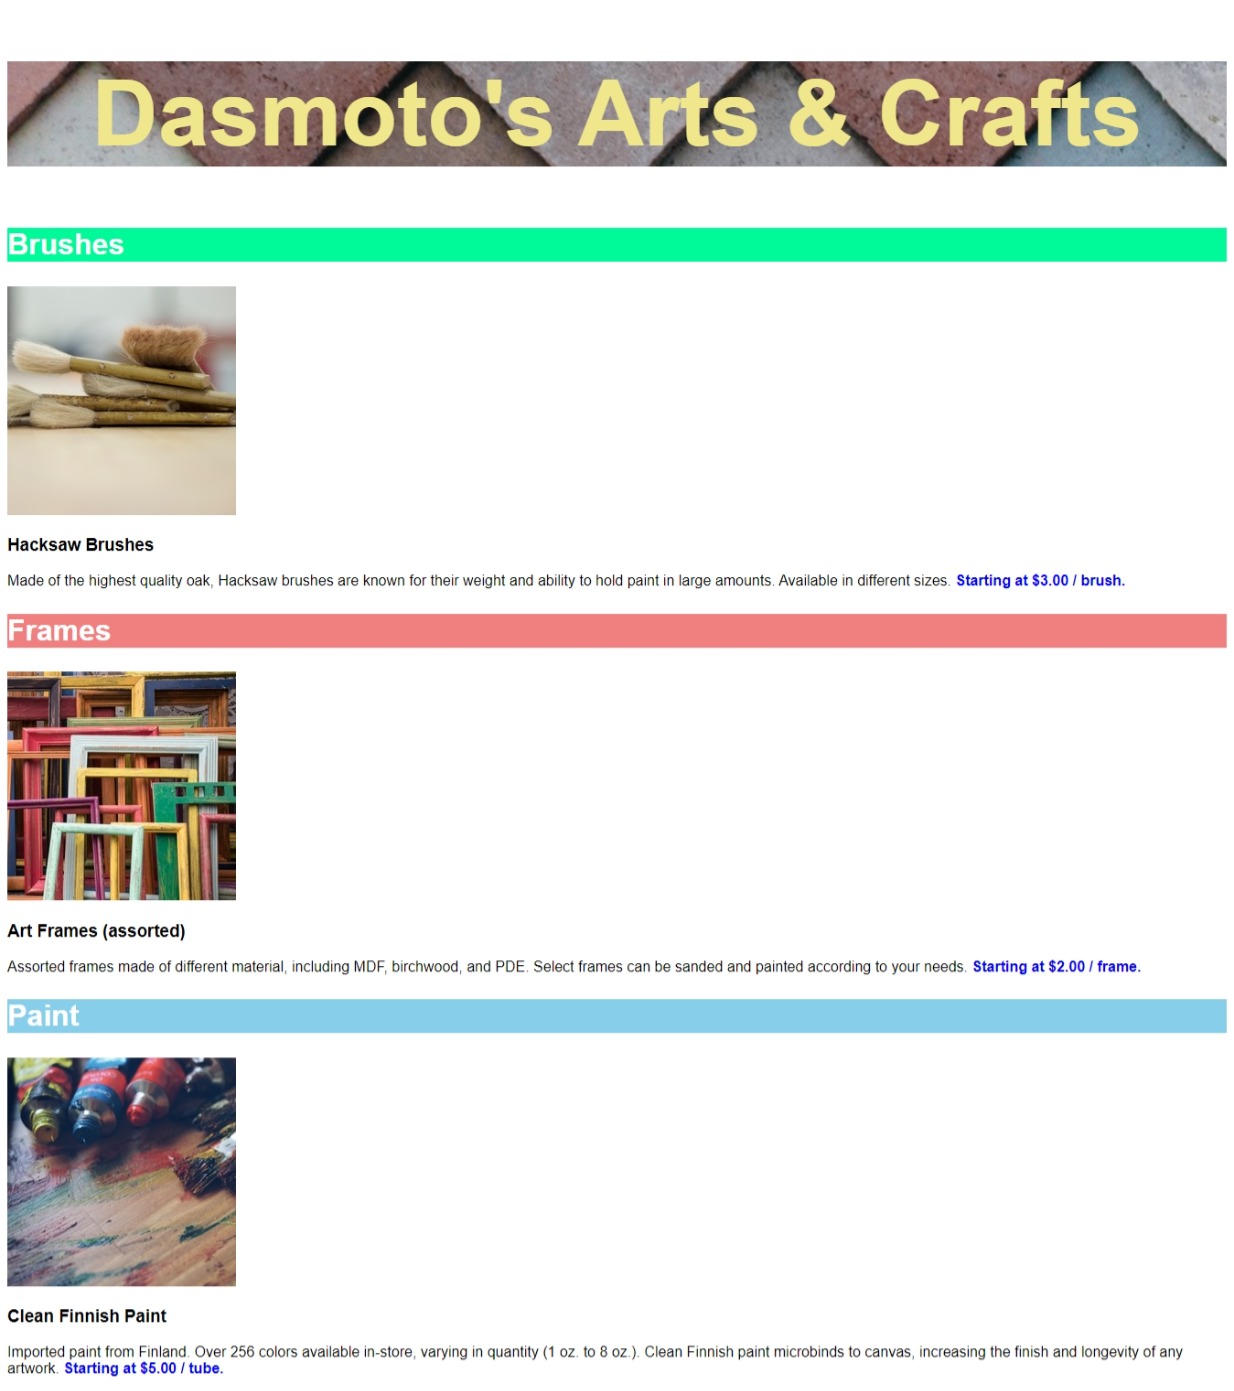 Dasmoto's Arts & Crafts
Brushes
Hacksaw Brushes
Made of the highest quality oak, Hacksaw brushes are known for their weight and ability to hold paint in large amounts. Available in different sizes. Starting at $3.00 / brush.
Frames
Art Frames (assorted)
Assorted frames made of different material, including MDF, birchwood, and PDE. Select frames can be sanded and painted according to your needs. Starting at $2.00 / frame.
Paint
Clean Finnish Paint
Imported paint from Finland. Over 256 colors available in-store, varying in quantity (1 oz. to 8 oz.). Clean Finnish paint microbinds to canvas, increasing the finish and longevity of any
artwork. Starting at $5.00 / tube.